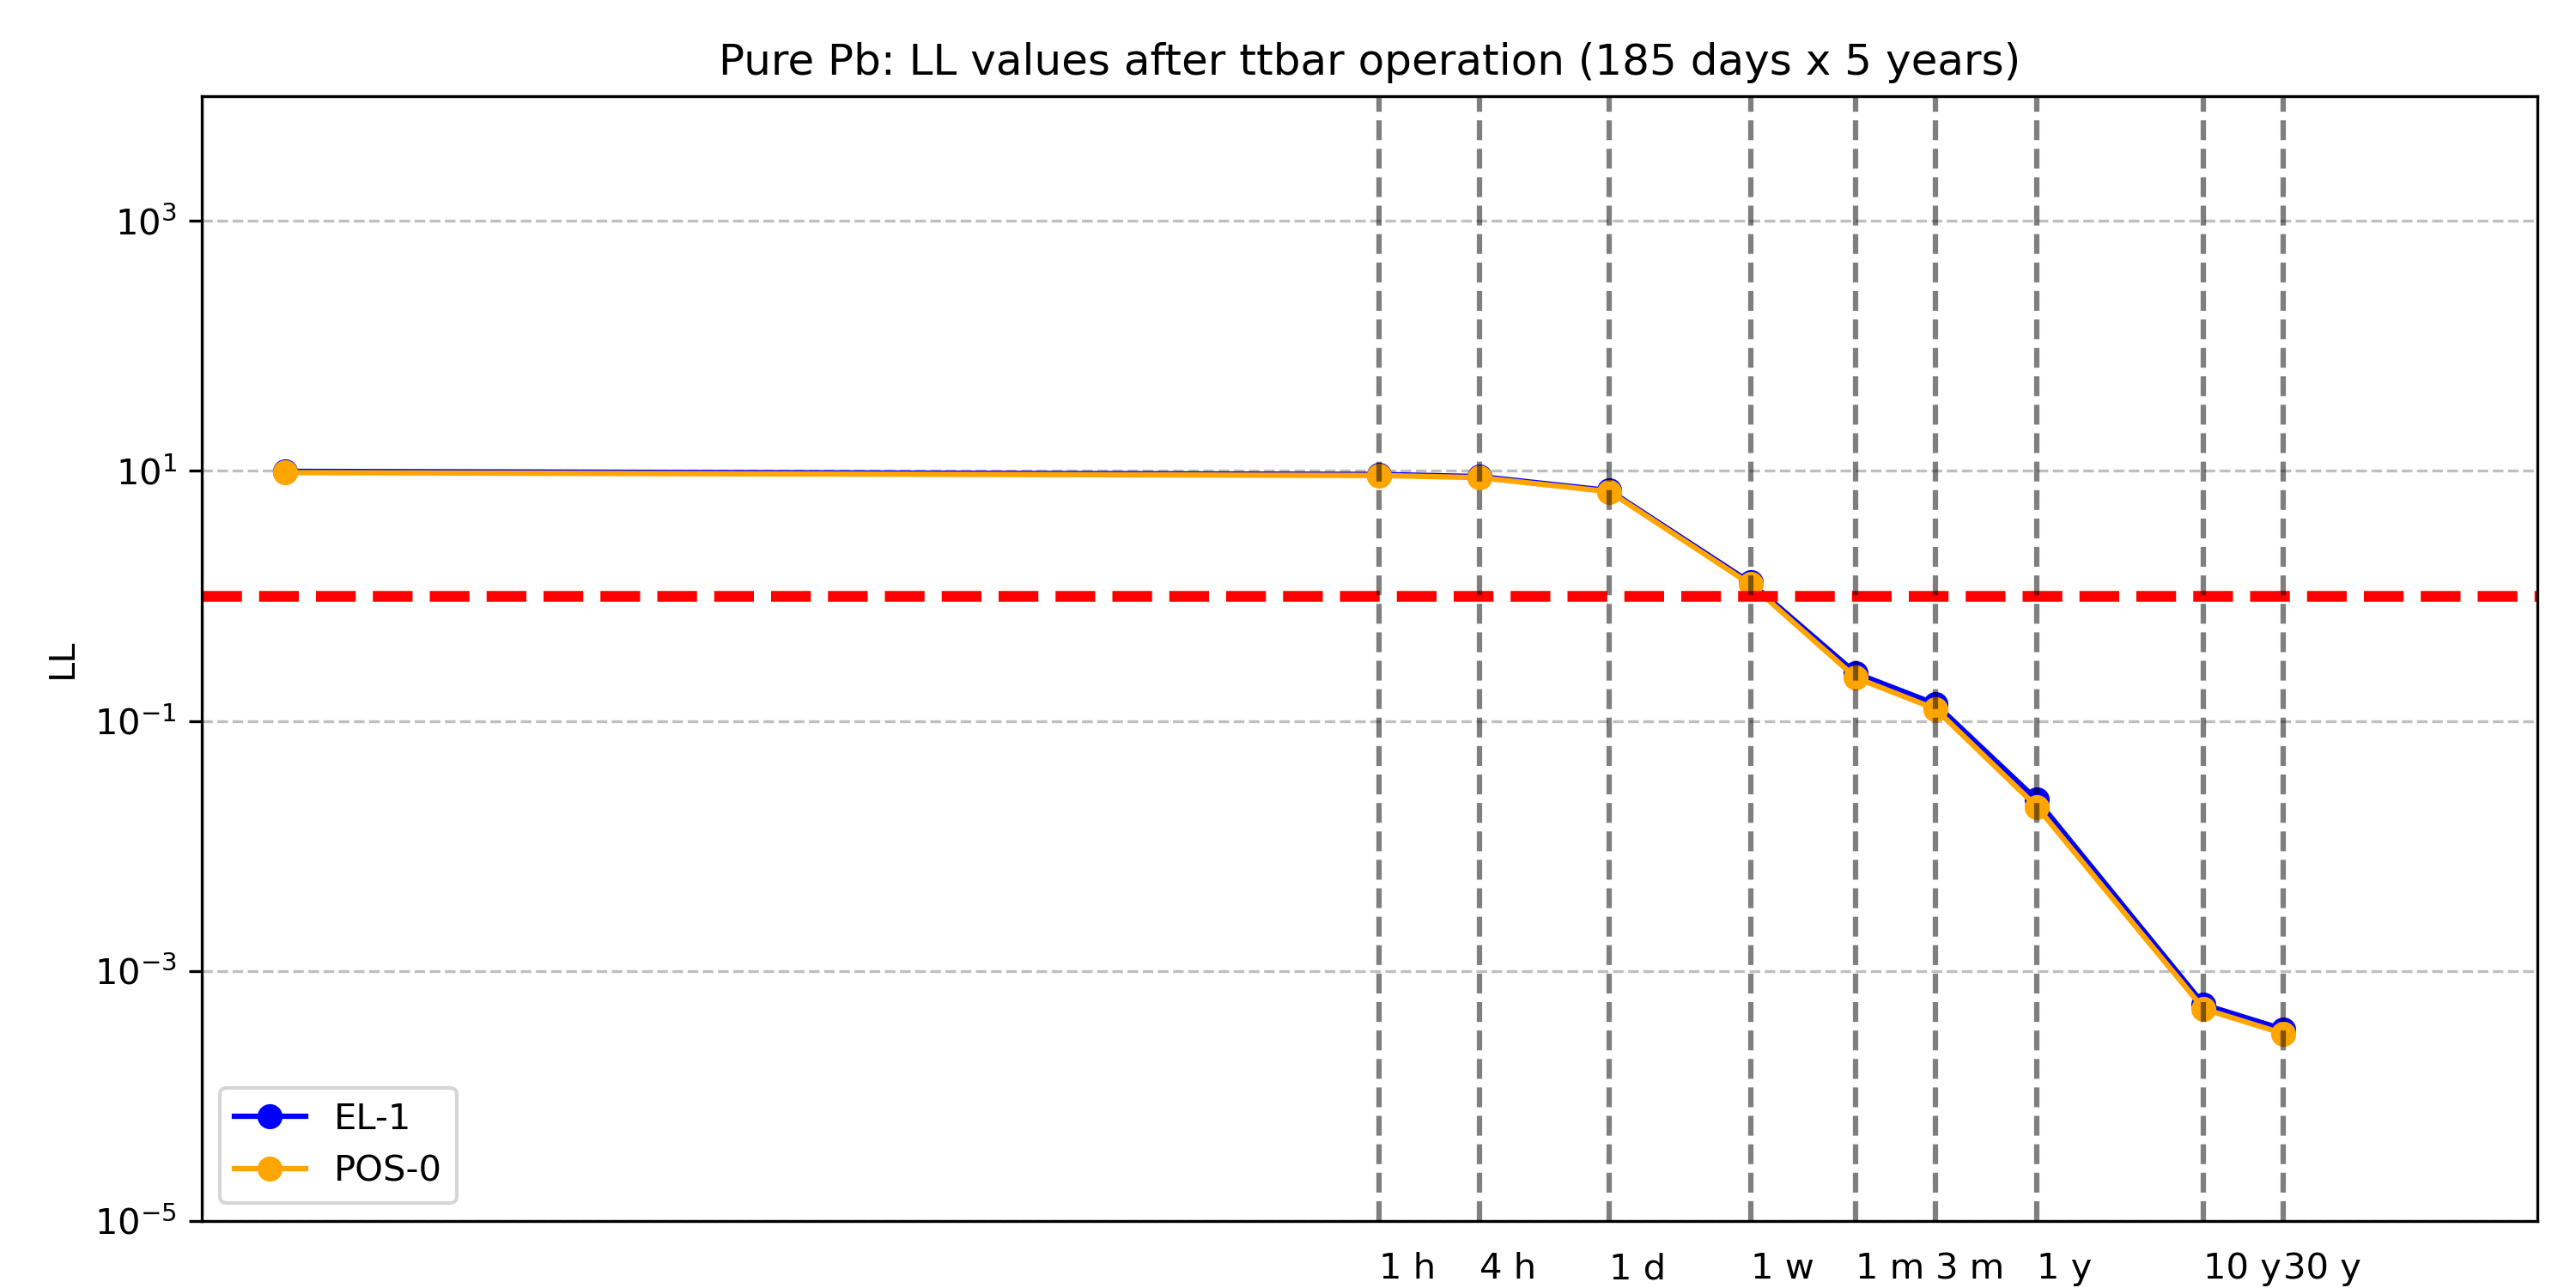 Pure Pb: LL values after ttbar operation (185 days x 5 years)
10³
10¹
10⁻¹
10⁻³
10⁻⁵
LL
EL-1
POS-0
1 h 4 h 1 d 1 w 1 m 3 m 1 y 10 y 30 y